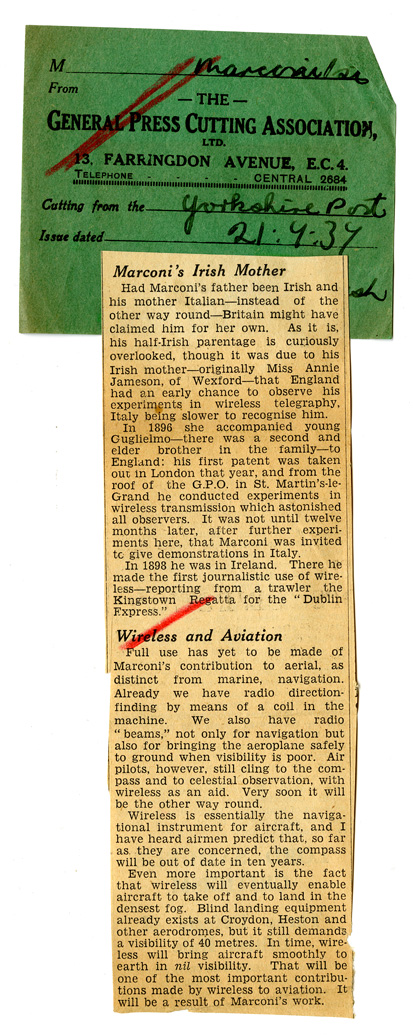 M Marconi
From
— THE —
GENERAL PRESS CUTTING ASSOCIATION,
LTD.
13, FARRINGDON AVENUE, E.C.4.
TELEPHONE - - - - CENTRAL 2684
Cutting from the Yorkshire Post
Issue dated 21.9.37
Marconi's Irish Mother
Had Marconi's father been Irish and
his mother Italian—instead of the
other way round—Britain might have
claimed him for her own. As it is,
his half-Irish parentage is curiously
overlooked, though it was due to his
Irish mother—originally Miss Annie
Jameson, of Wexford—that England
had an early chance to observe his
experiments in wireless telegraphy,
Italy being slower to recognise him.
In 1896 she accompanied young
Guglielmo—there was a second and
elder brother in the family—to
England: his first patent was taken
out in London that year, and from the
roof of the G.P.O. in St. Martin's-le-
Grand he conducted experiments in
wireless transmission which astonished
all observers. It was not until twelve
months later, after further experi-
ments here, that Marconi was invited
to give demonstrations in Italy.
In 1898 he was in Ireland. There he
made the first journalistic use of wire-
less—reporting from a trawler the
Kingstown Regatta for the "Dublin
Express."
Wireless and Aviation
Full use has yet to be made of
Marconi's contribution to aerial, as
distinct from marine, navigation.
Already we have radio direction-
finding by means of a coil in the
machine. We also have radio
"beams," not only for navigation but
also for bringing the aeroplane safely
to ground when visibility is poor. Air
pilots, however, still cling to the com-
pass and to celestial observation, with
wireless as an aid. Very soon it will
be the other way round.
Wireless is essentially the naviga-
tional instrument for aircraft, and I
have heard airmen predict that, so far
as they are concerned, the compass
will be out of date in ten years.
Even more important is the fact
that wireless will eventually enable
aircraft to take off and to land in the
densest fog. Blind landing equipment
already exists at Croydon, Heston and
other aerodromes, but it still demands
a visibility of 40 metres. In time, wire-
less will bring aircraft smoothly to
earth in nil visibility. That will be
one of the most important contribu-
tions made by wireless to aviation. It
will be a result of Marconi's work.